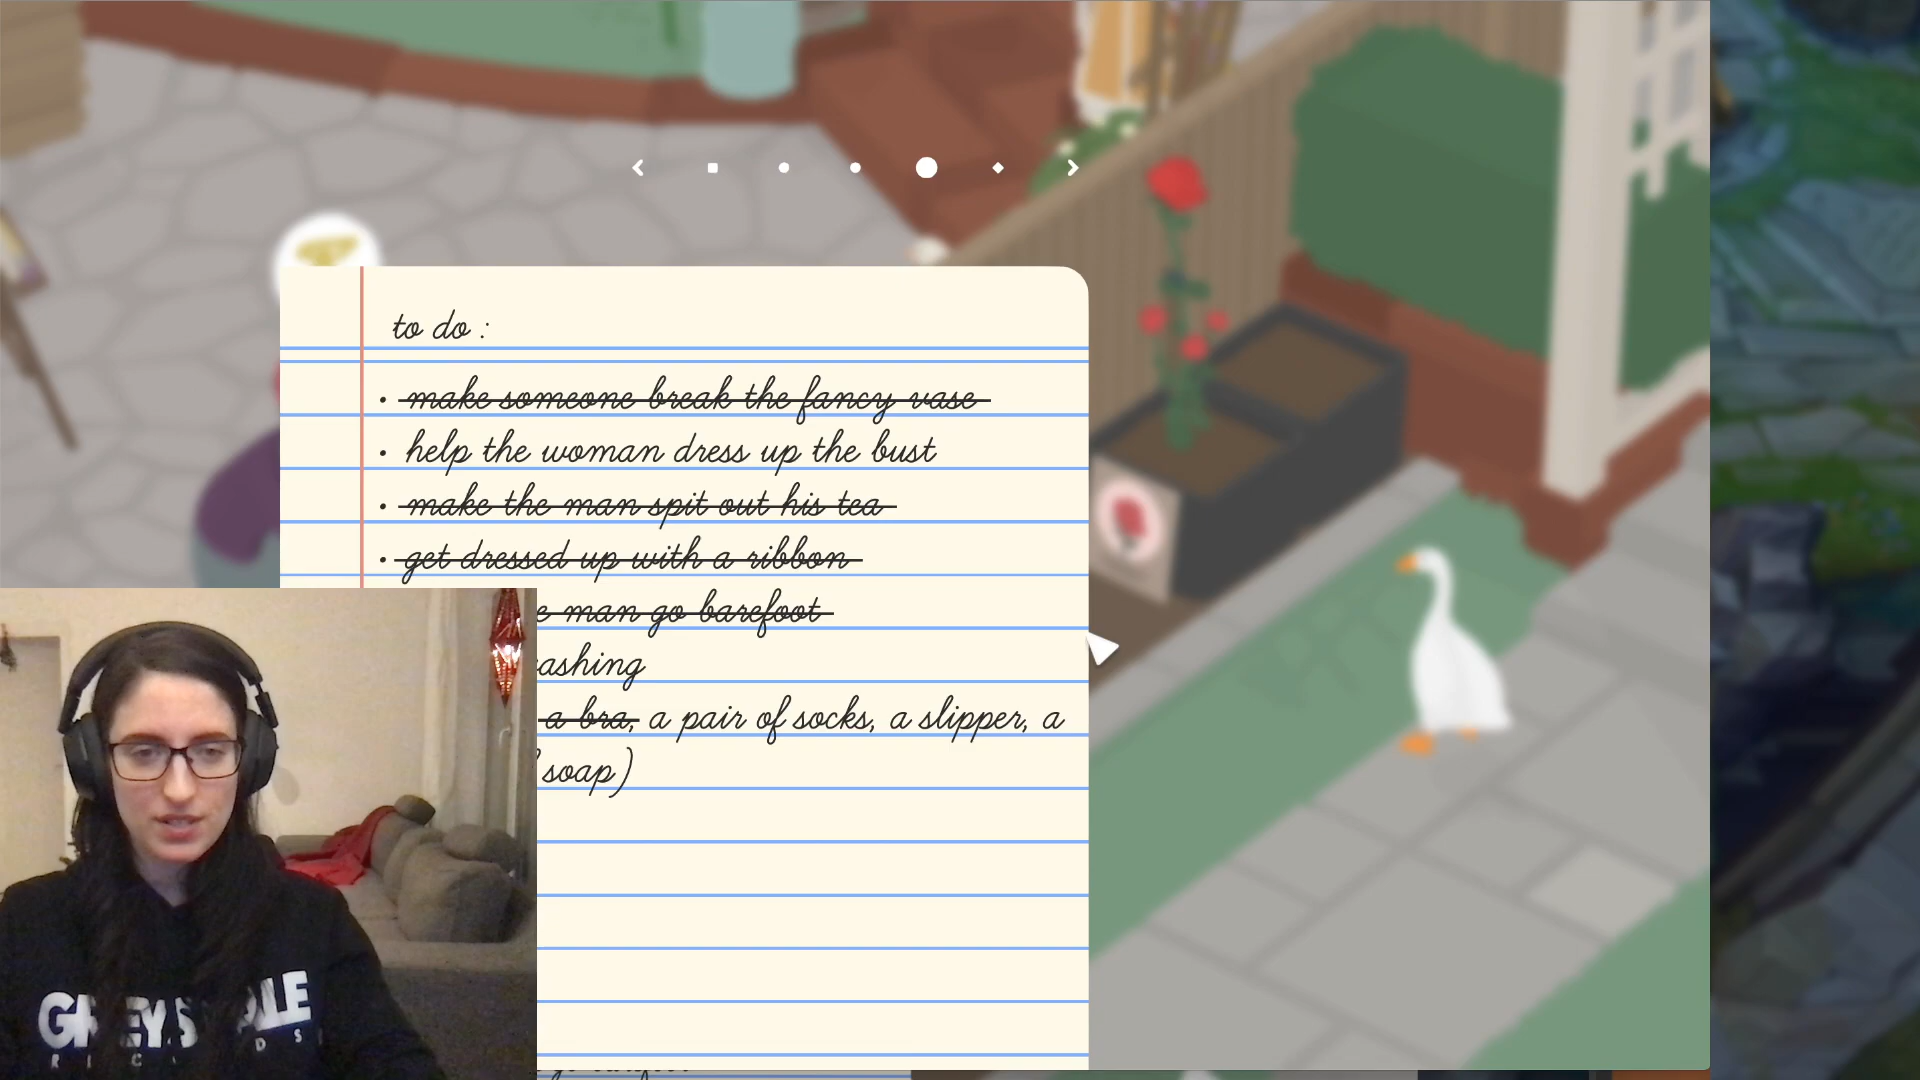 to do :
• make someone break the fancy vase
• help the woman dress up the bust
• make the man spit out his tea
• get dressed up with a ribbon
man go barefoot
ashing
a bra, a pair of socks, a slipper, a
soap)